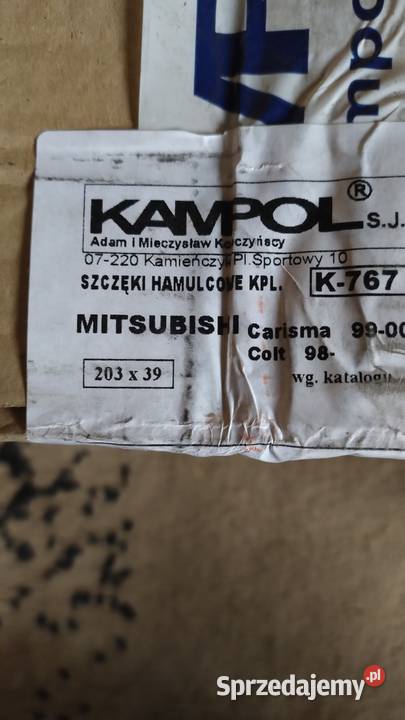 KAMPOL® S.J.
Adam i Mieczysław Korczyńscy
07-220 Kamieńczyk Pl.Sportowy 10
SZCZĘKI HAMULCOWE KPL. K-767
MITSUBISHI Carisma 99-00
Colt 98-
203 x 39 wg. katalogu
Sprzedajemy.pl